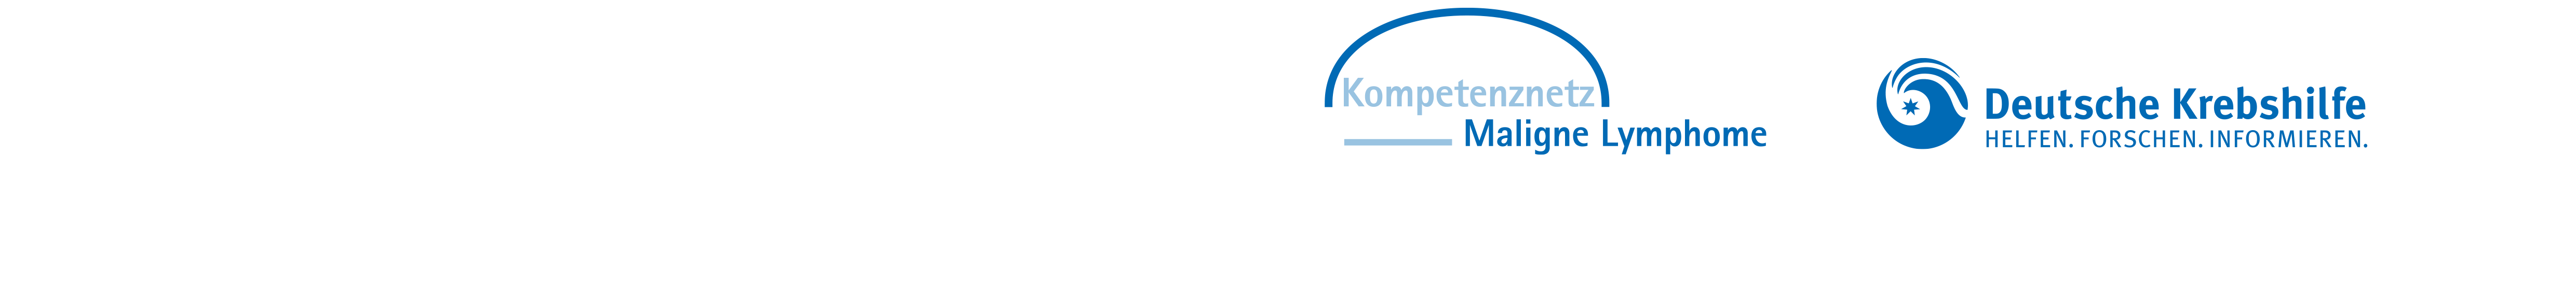 Kompetenznetz
Maligne Lymphome
Deutsche Krebshilfe
HELFEN. FORSCHEN. INFORMIEREN.